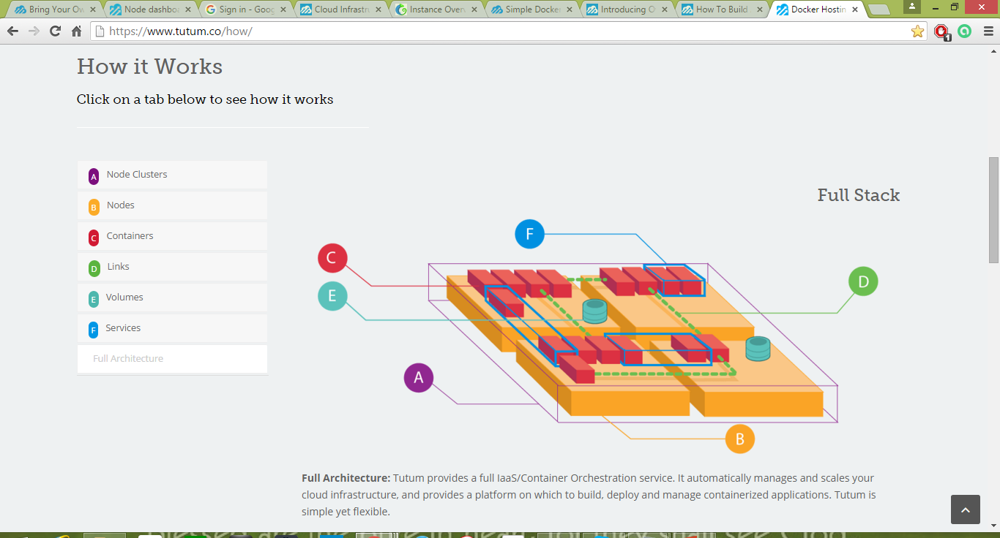 Bring Your Ow
Node dashboa
Sign in - Goog
Cloud Infrastru
Instance Over
Simple Docker
Introducing O
How To Build
Docker Hostin
https://www.tutum.co/how/
1
How it Works
Click on a tab below to see how it works
A Node Clusters
B Nodes
C Containers
D Links
E Volumes
F Services
Full Architecture
Full Stack
F
C
D
E
A
B
Full Architecture: Tutum provides a full IaaS/Container Orchestration service. It automatically manages and scales your
cloud infrastructure, and provides a platform on which to build, deploy and manage containerized applications. Tutum is
simple yet flexible.